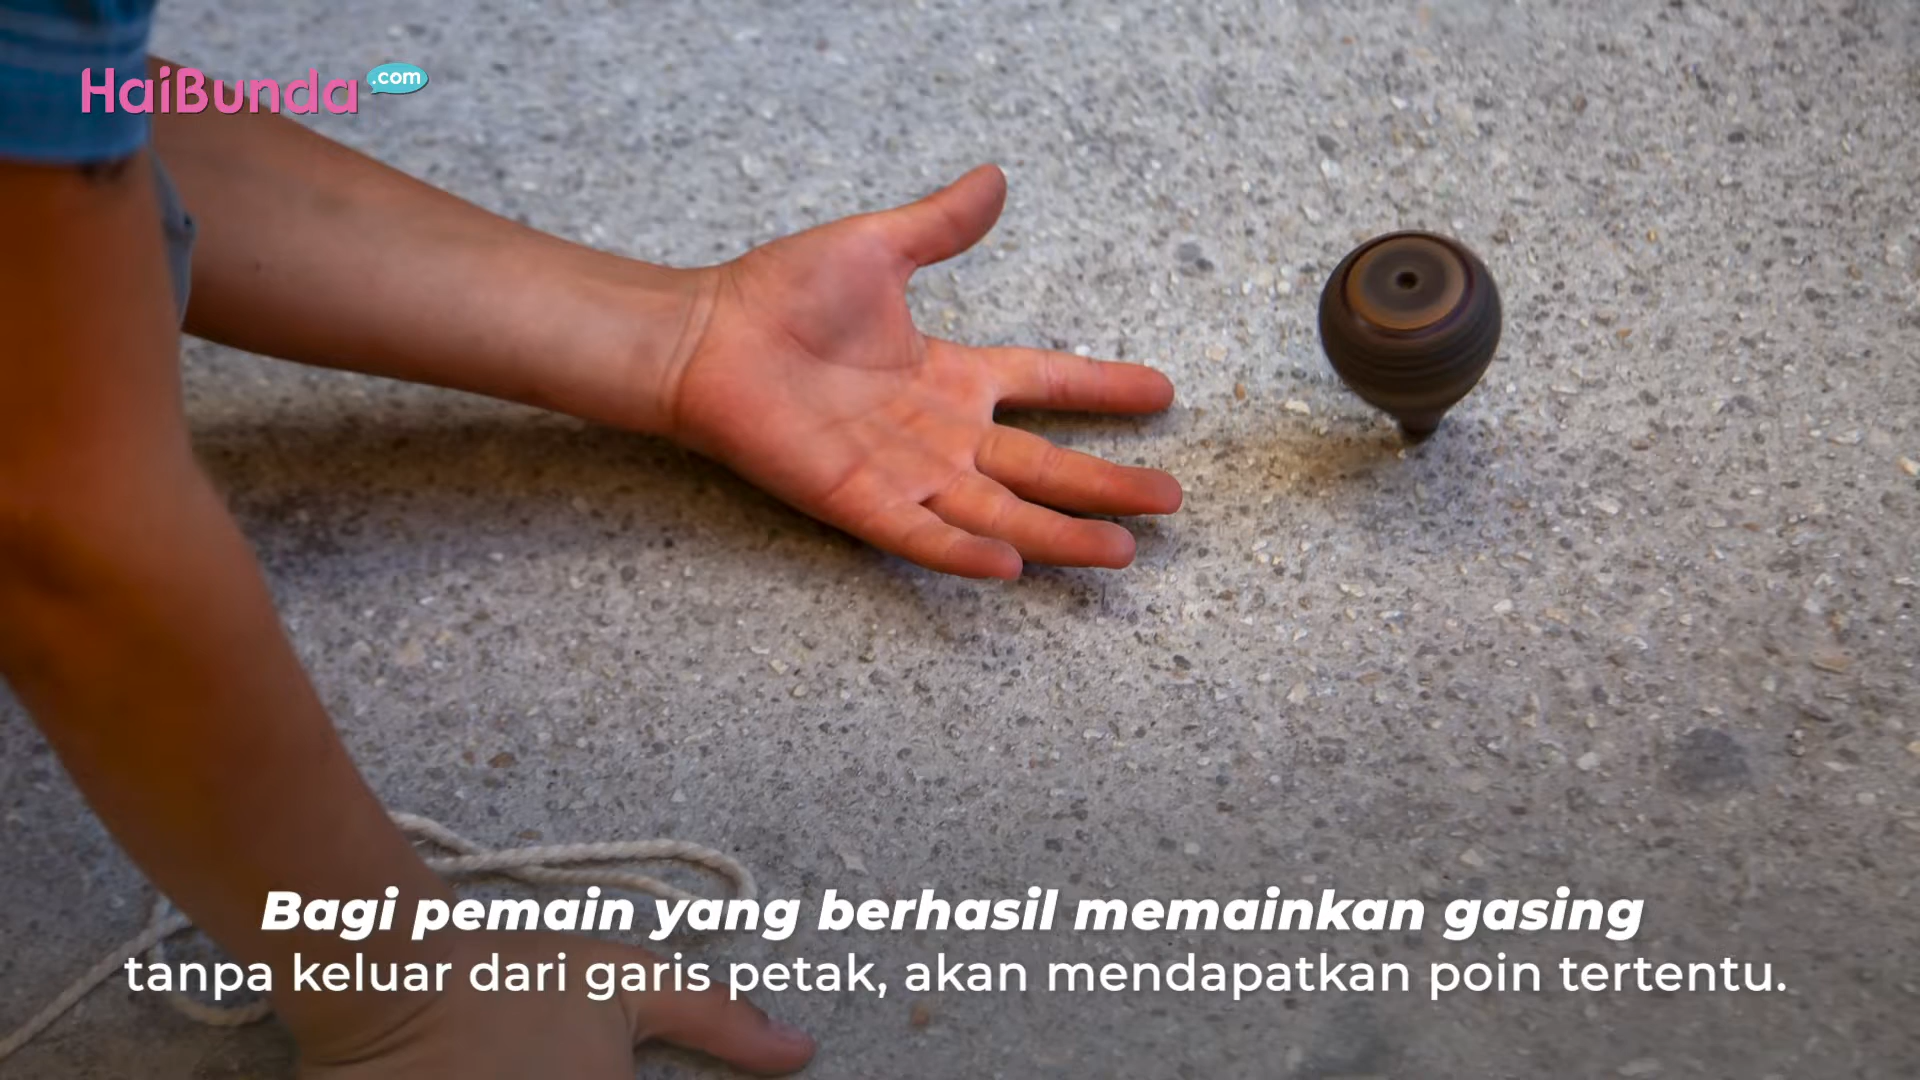 HaiBunda.com
Bagi pemain yang berhasil memainkan gasing
tanpa keluar dari garis petak, akan mendapatkan poin tertentu.